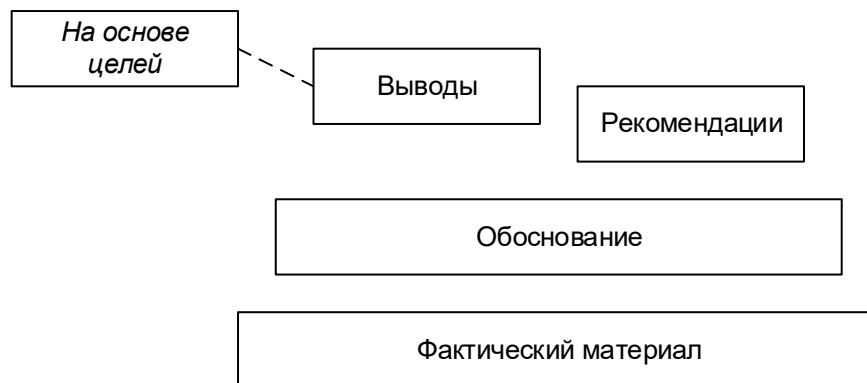 На основе
целей
Выводы
Рекомендации
Обоснование
Фактический материал